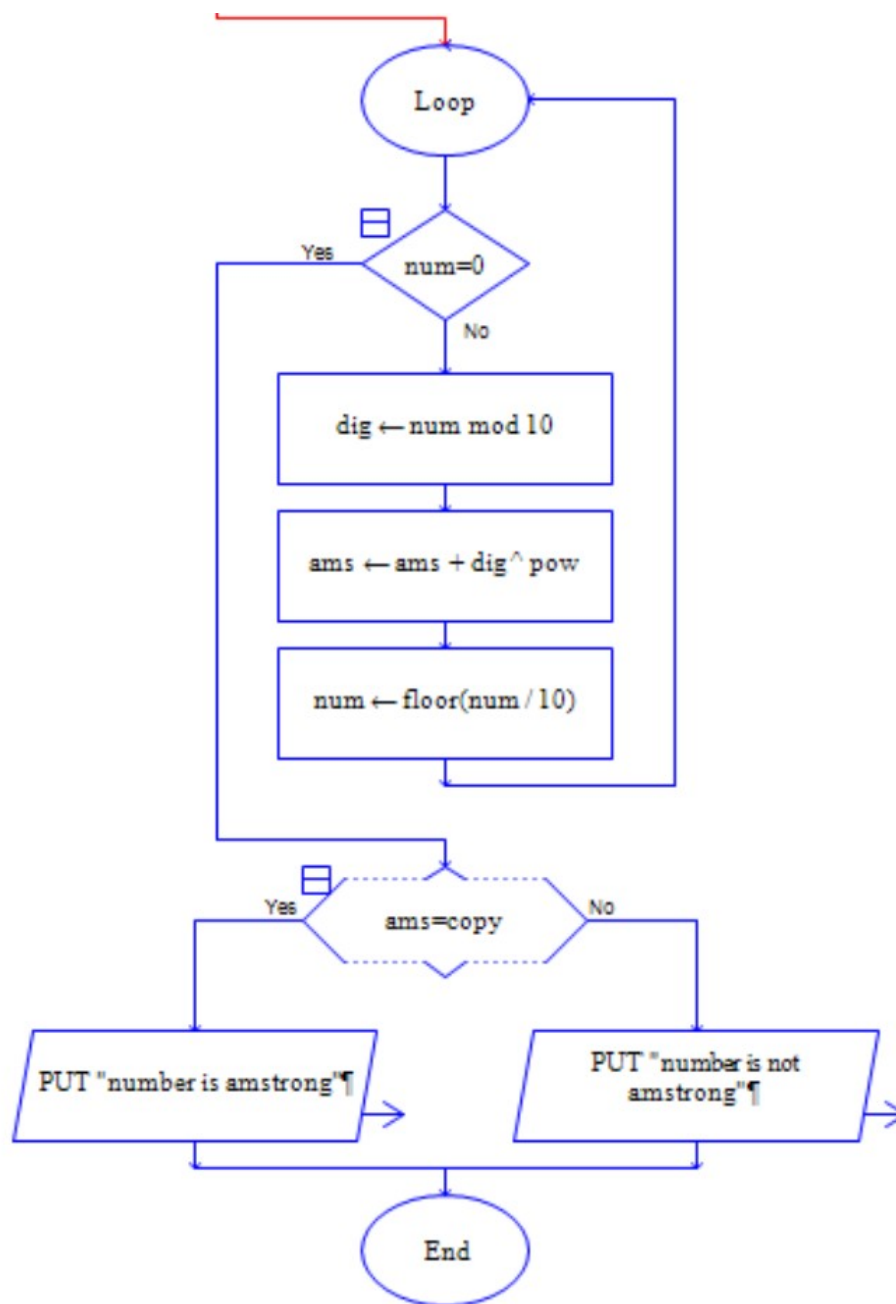 Loop
Yes
num=0
No
dig ← num mod 10
ams ← ams + dig^ pow
num ← floor(num / 10)
Yes
ams=copy
No
PUT "number is amstrong"¶
PUT "number is not
amstrong"¶
End